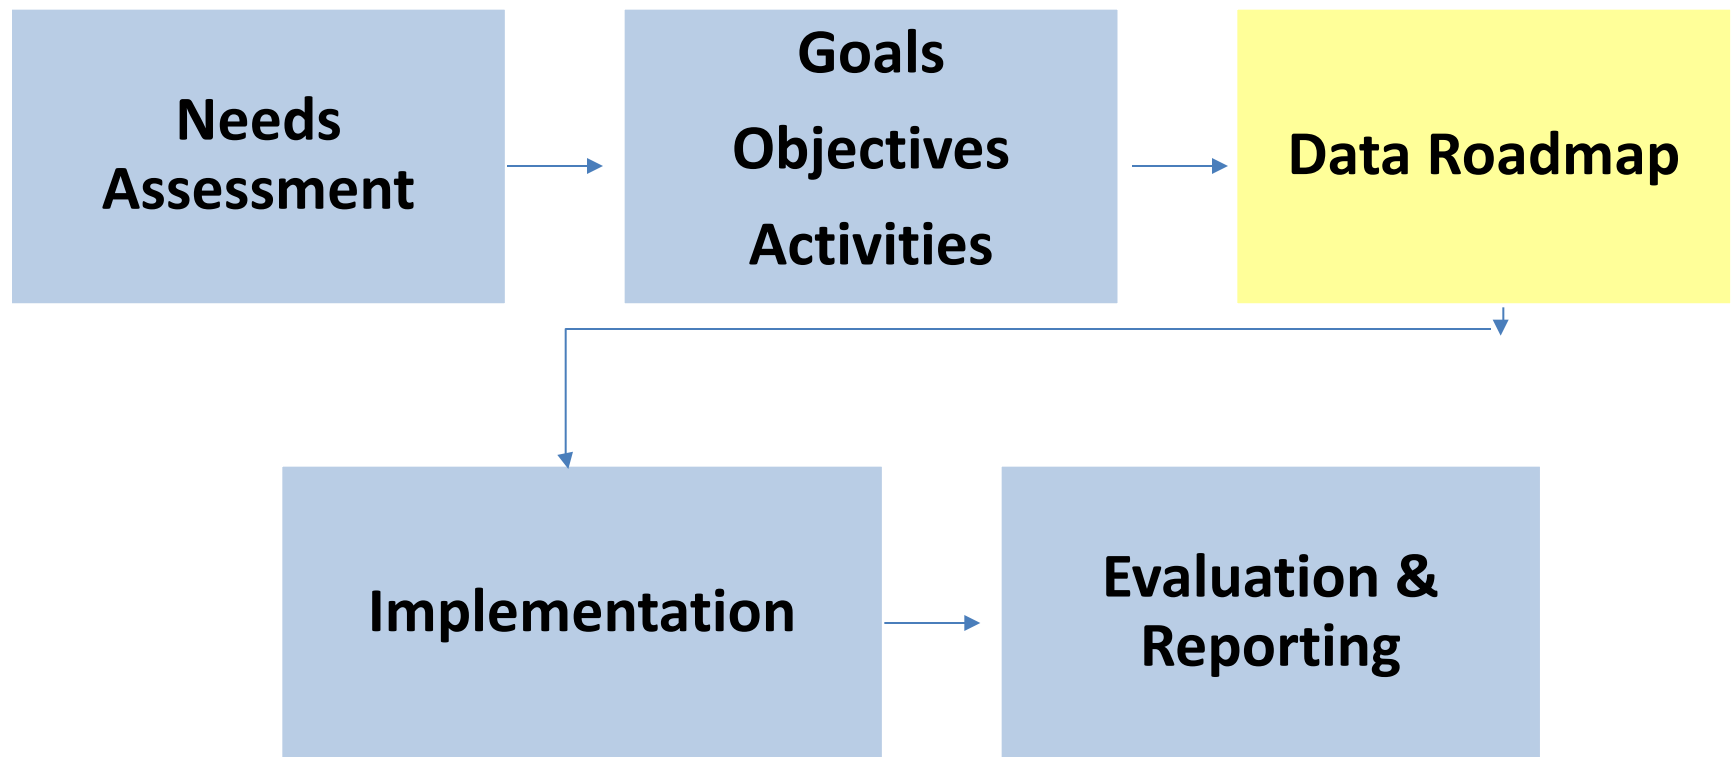 Needs
Assessment
Goals
Objectives
Activities
Data Roadmap
Implementation
Evaluation &
Reporting